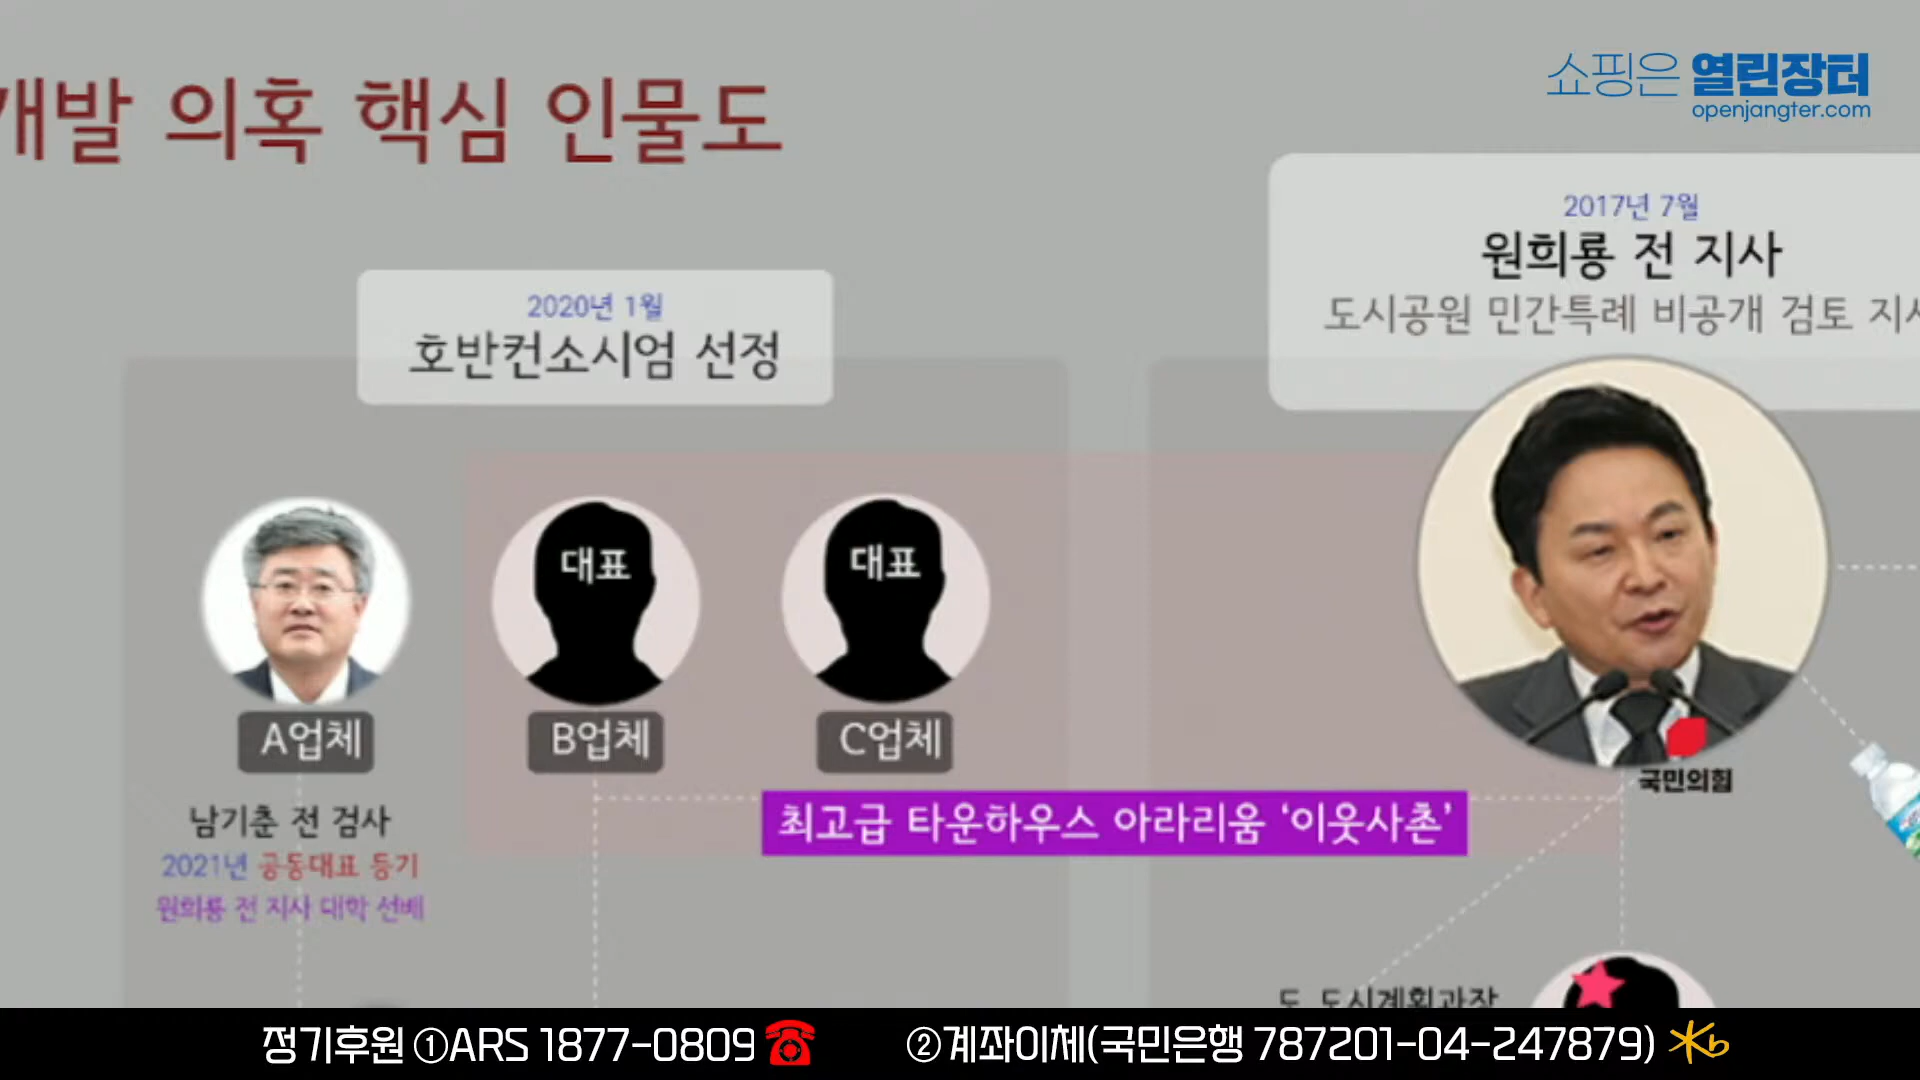 개발 의혹 핵심 인물도
쇼핑은 열린장터
openjangter.com
2017년 7월
원희룡 전 지사
도시공원 민간특례 비공개 검토 지시
2020년 1월
호반컨소시엄 선정
대표
대표
A업체
B업체
C업체
국민의힘
남기춘 전 검사
2021년 공동대표 등기
원희룡 전 지사 대학 선배
최고급 타운하우스 아라리움 ‘이웃사촌’
도 도시계획과장
정기후원 ①ARS 1877-0809
②계좌이체(국민은행 787201-04-247879)